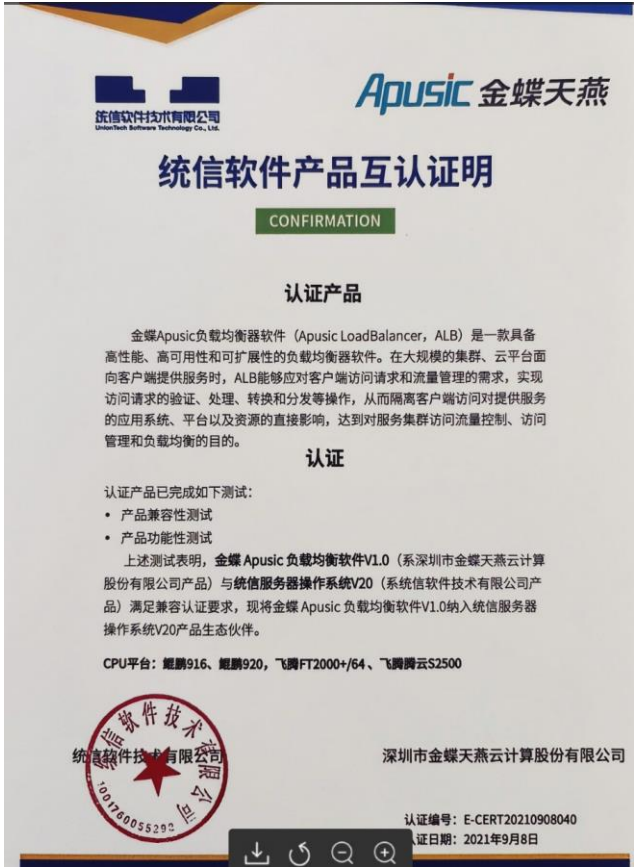 统信软件技术有限公司
UnionTech Software Technology Co., Ltd.
Apusic 金蝶天燕
统信软件产品互认证明
CONFIRMATION
认证产品
金蝶Apusic负载均衡器软件（Apusic LoadBalancer，ALB）是一款具备
高性能、高可用性和可扩展性的负载均衡器软件。在大规模的集群、云平台面
向客户端提供服务时，ALB能够应对客户端访问请求和流量管理的需求，实现
访问请求的验证、处理、转换和分发等操作，从而隔离客户端访问对提供服务
的应用系统、平台以及资源的直接影响，达到对服务集群访问流量控制、访问
管理和负载均衡的目的。
认证
认证产品已完成如下测试：
• 产品兼容性测试
• 产品功能性测试
上述测试表明，金蝶 Apusic 负载均衡软件V1.0（系深圳市金蝶天燕云计算
股份有限公司产品）与统信服务器操作系统V20（系统信软件技术有限公司产
品）满足兼容认证要求，现将金蝶 Apusic 负载均衡软件V1.0纳入统信服务器
操作系统V20产品生态伙伴。
CPU平台：鲲鹏916、鲲鹏920，飞腾FT2000+/64、飞腾腾云S2500
统信软件技术有限公司
深圳市金蝶天燕云计算股份有限公司
统信软件技术有限公司
1001760055292
认证编号：E-CERT20210908040
认证日期：2021年9月8日